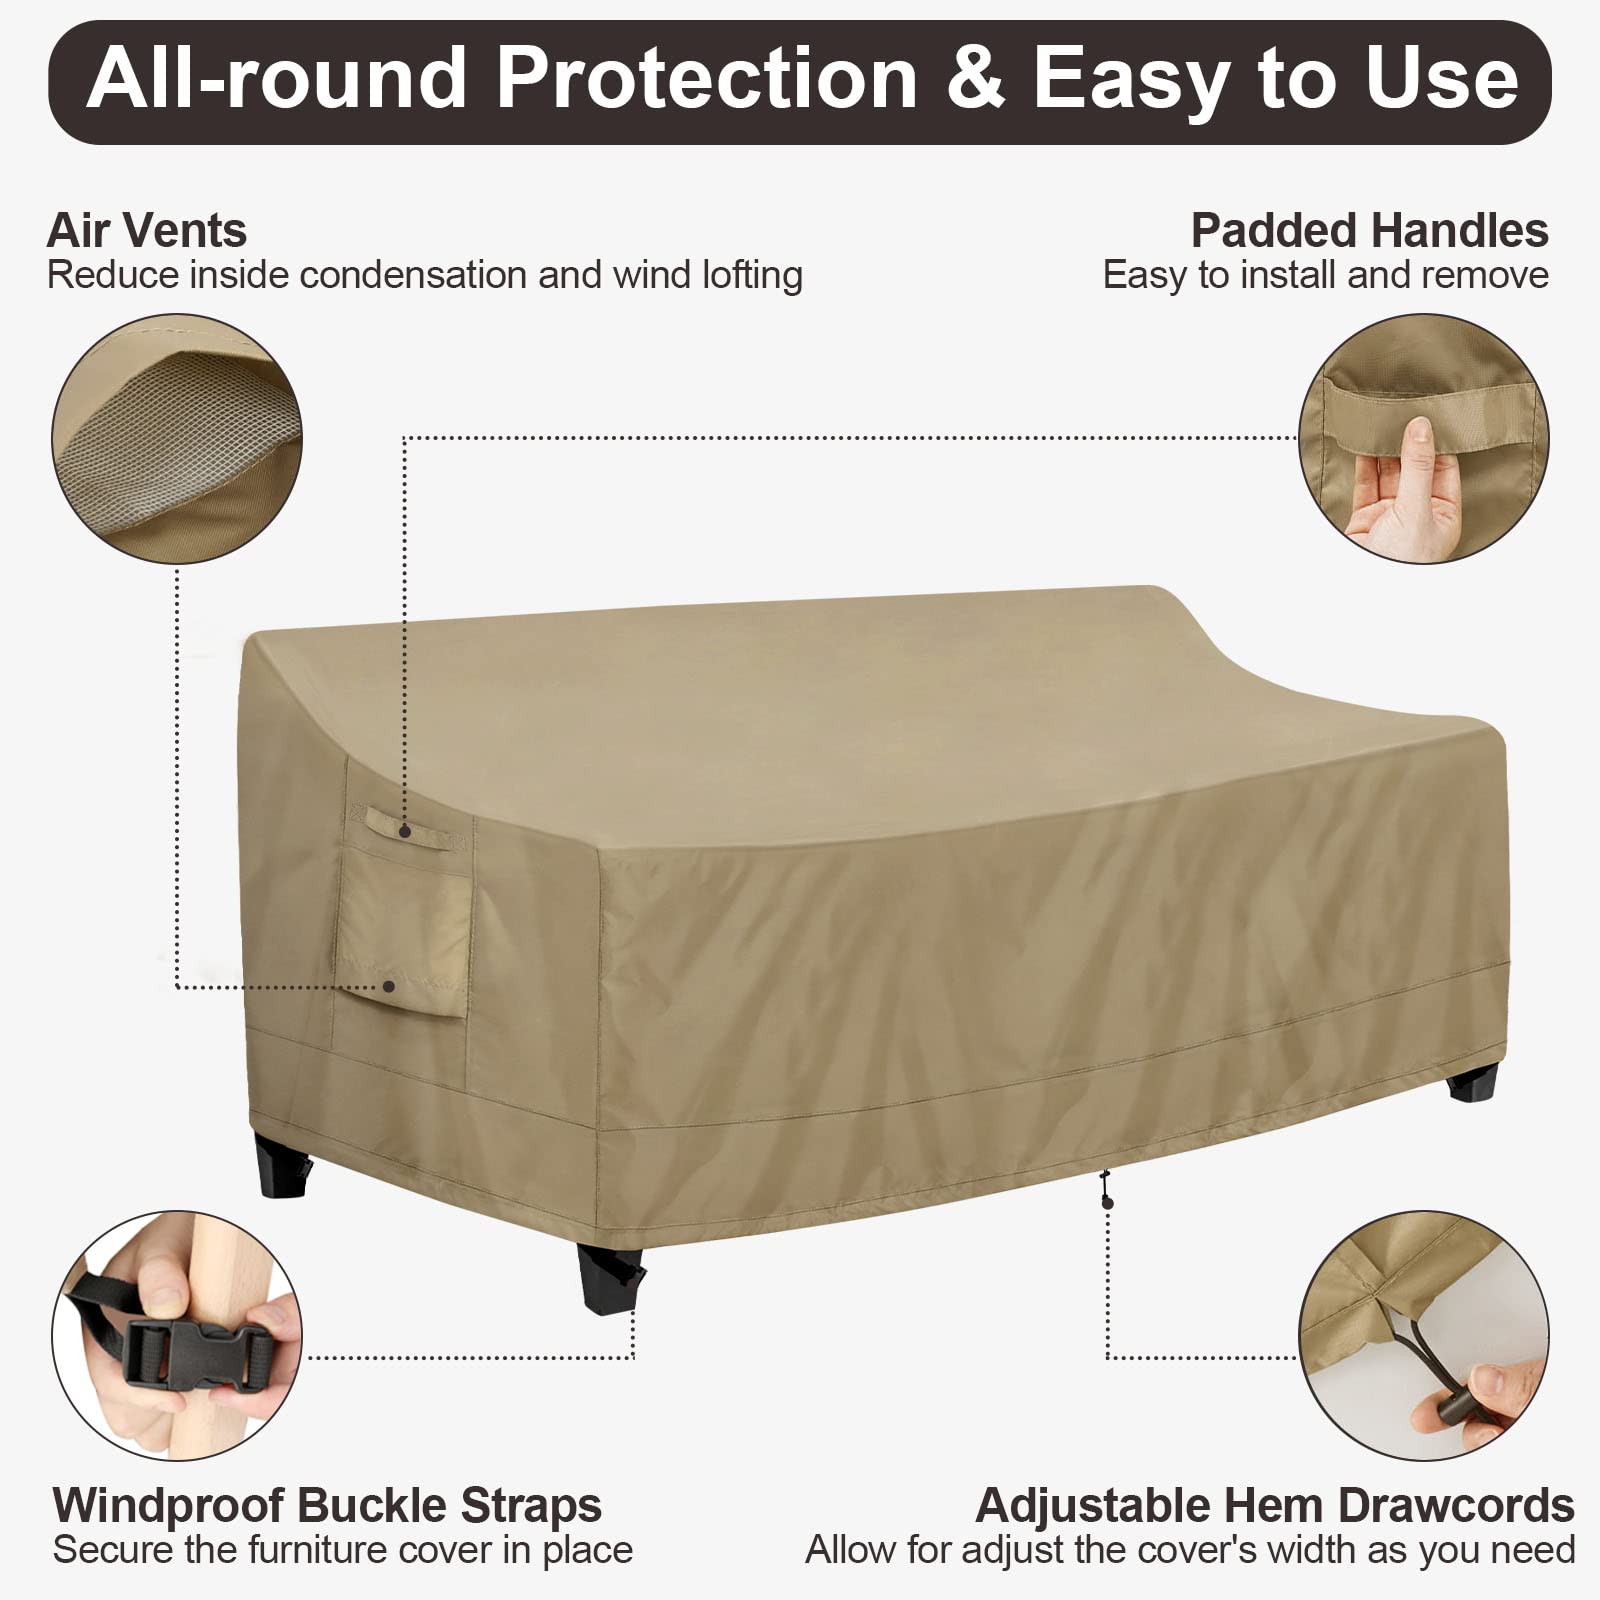 All-round Protection & Easy to Use
Air Vents
Reduce inside condensation and wind lofting
Padded Handles
Easy to install and remove
Windproof Buckle Straps
Secure the furniture cover in place
Adjustable Hem Drawcords
Allow for adjust the cover's width as you need